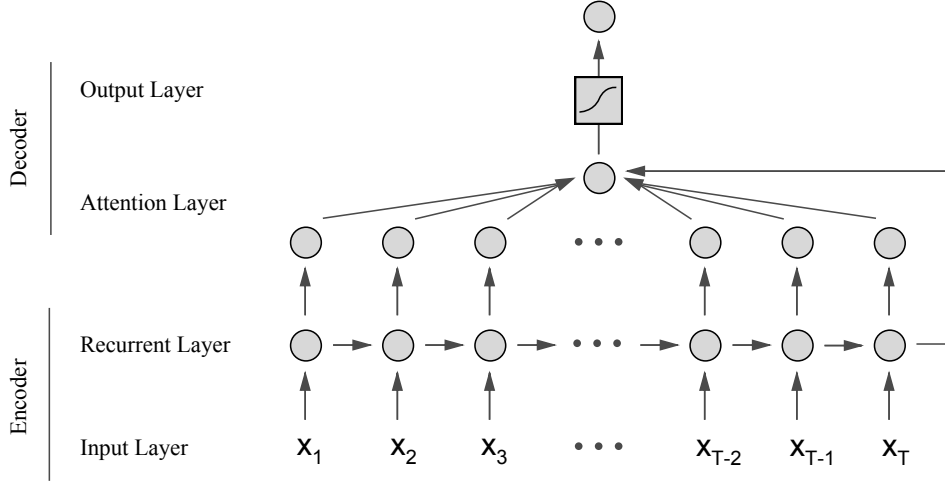 Decoder
Output Layer
Attention Layer
Encoder
Recurrent Layer
Input Layer
x1 x2 x3 • • • xT-2 xT-1 xT